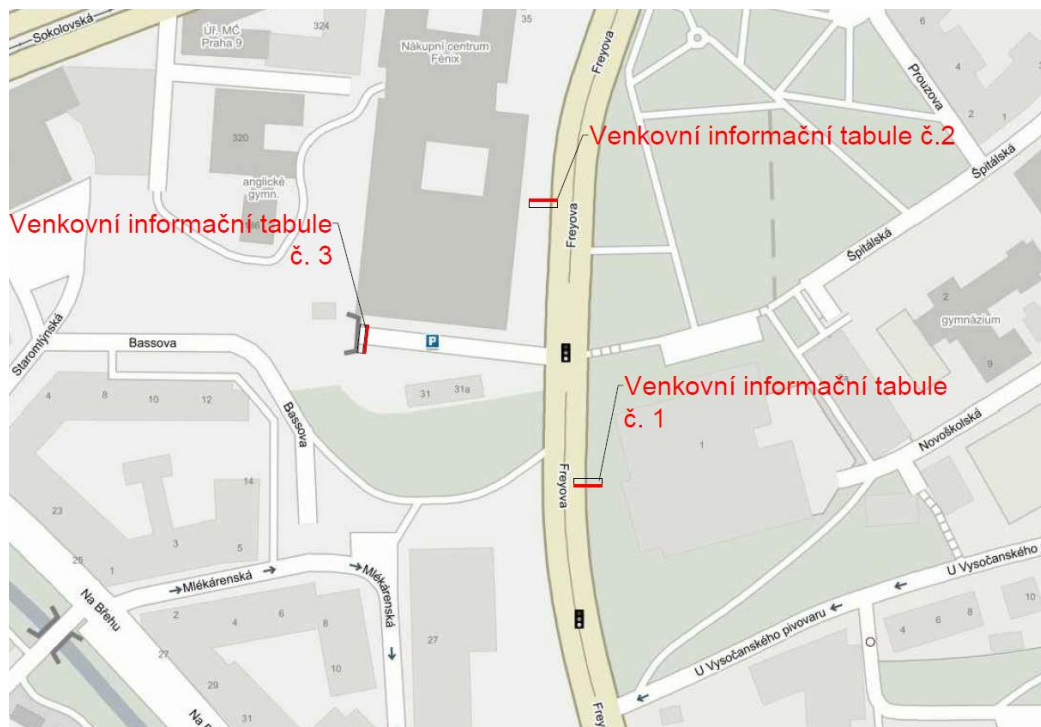 Sokolovská
Úř. MČ
Praha 9
324
35
Nákupní centrum
Fénix
Freyova
6
4
2
1
Prouzova
Špitálská
320
anglické
gymn.
Venkovní informační tabule č.2
Freyova
Venkovní informační tabule
č. 3
Špitálská
Staromlýnská
Bassova
P
2
gymnázium
9
4
8
10
12
31
31a
Venkovní informační tabule
č. 1
Bassova
1
Novoškolská
Freyova
14
23
3
5
25
1
Mlékárenská
Mlékárenská
U Vysočanského
Na Břehu
2
4
6
8
10
27
27
29
31
U Vysočanského pivovaru
4
6
8
10
Freyova